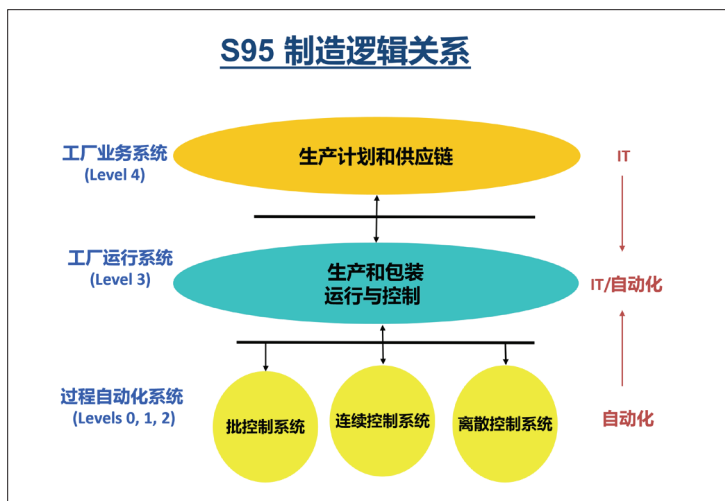 S95 制造逻辑关系
工厂业务系统
(Level 4)
生产计划和供应链
IT
工厂运行系统
(Level 3)
生产和包装
运行与控制
IT/自动化
过程自动化系统
(Levels 0, 1, 2)
批控制系统
连续控制系统
离散控制系统
自动化